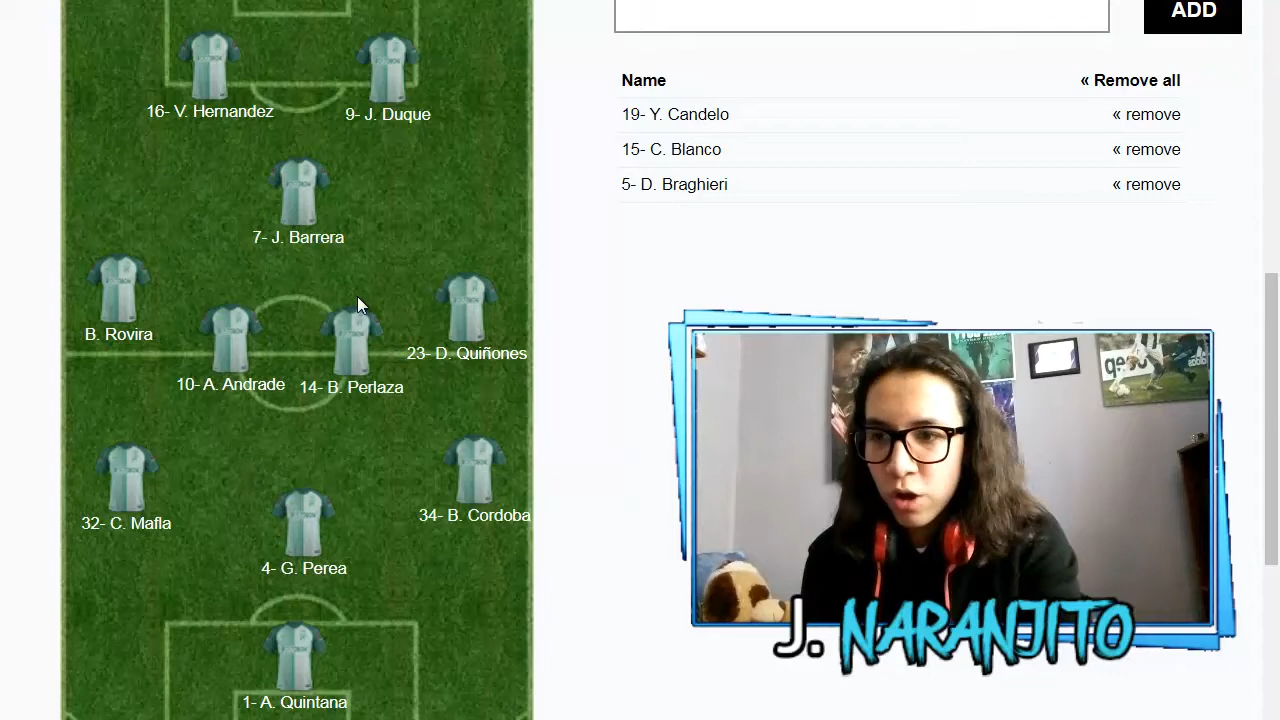 ADD
16- V. Hernandez
9- J. Duque
7- J. Barrera
B. Rovira
23- D. Quiñones
10- A. Andrade
14- B. Perlaza
32- C. Mafla
34- B. Cordoba
4- G. Perea
1- A. Quintana
Name « Remove all
19- Y. Candelo « remove
15- C. Blanco « remove
5- D. Braghieri « remove
J. NARANJITO